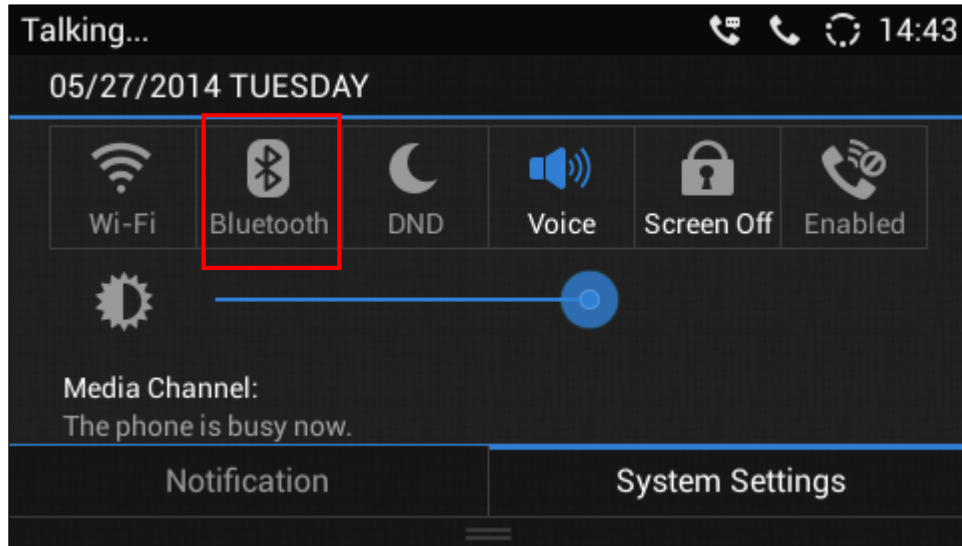 Talking... 14:43
05/27/2014 TUESDAY
Wi-Fi Bluetooth DND Voice Screen Off Enabled
Media Channel:
The phone is busy now.
Notification System Settings